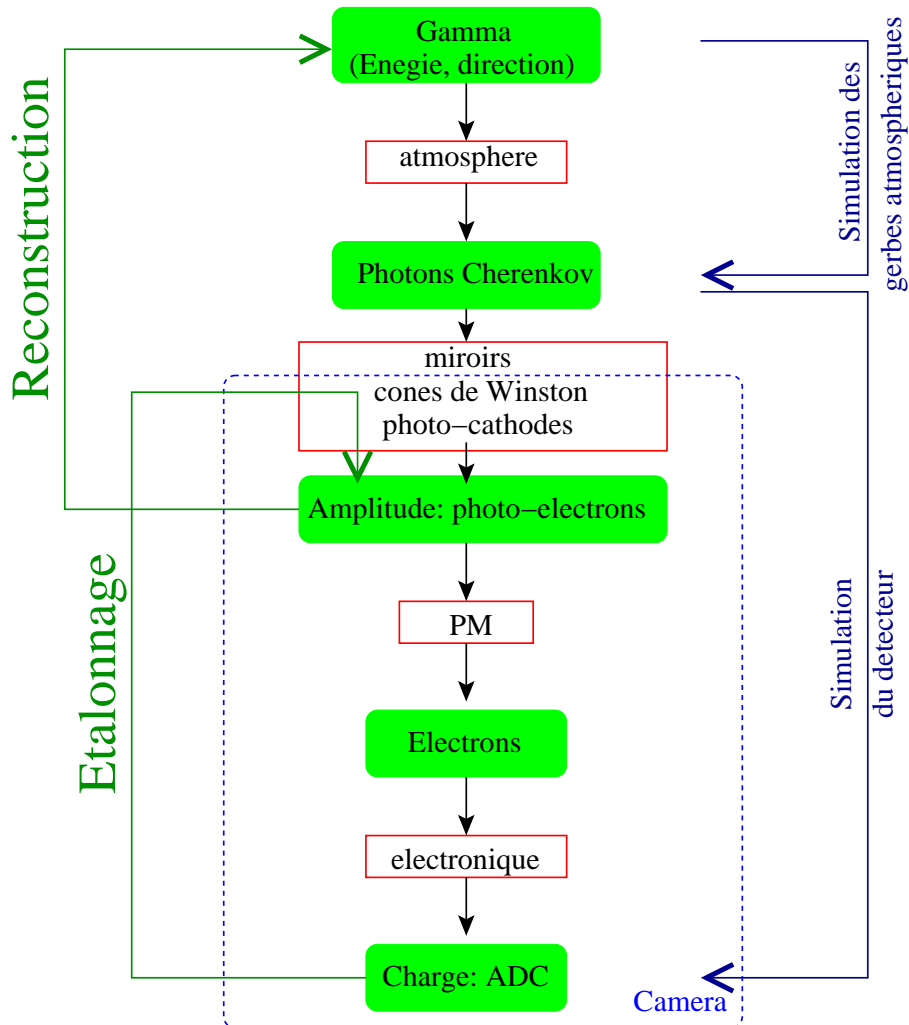 Gamma
(Enegie, direction)
atmosphere
Photons Cherenkov
miroirs
cones de Winston
photo−cathodes
Amplitude: photo−electrons
PM
Electrons
electronique
Charge: ADC
Camera
Reconstruction
Etalonnage
Simulation des
gerbes atmospheriques
Simulation
du detecteur